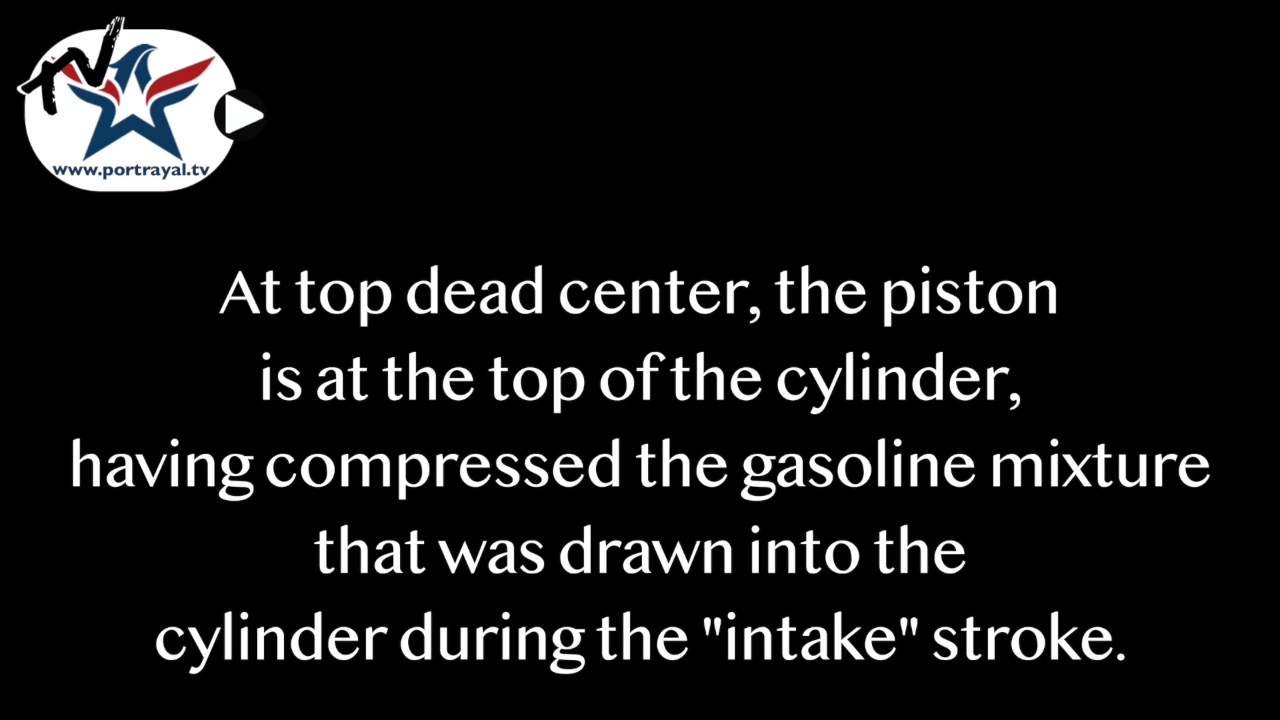 TV
www.portrayal.tv
At top dead center, the piston
is at the top of the cylinder,
having compressed the gasoline mixture
that was drawn into the
cylinder during the "intake" stroke.